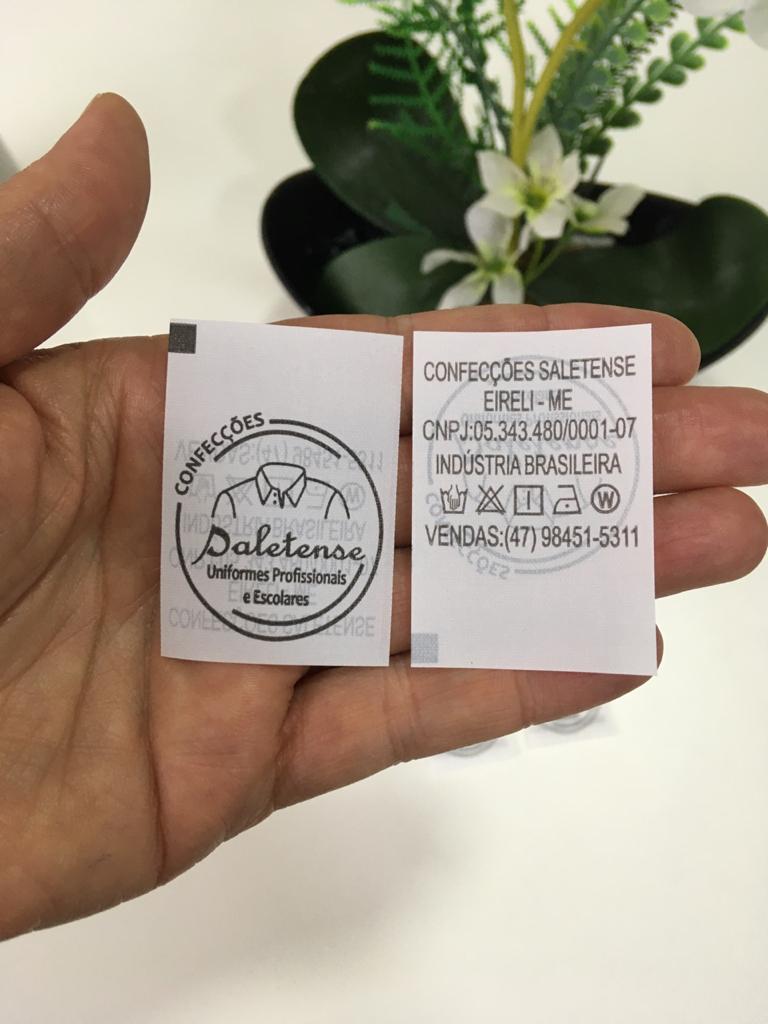 CONFECÇÕES
Saletense
Uniformes Profissionais
e Escolares
CONFECÇÕES SALETENSE
EIRELI - ME
CNPJ:05.343.480/0001-07
INDÚSTRIA BRASILEIRA
W
VENDAS:(47) 98451-5311